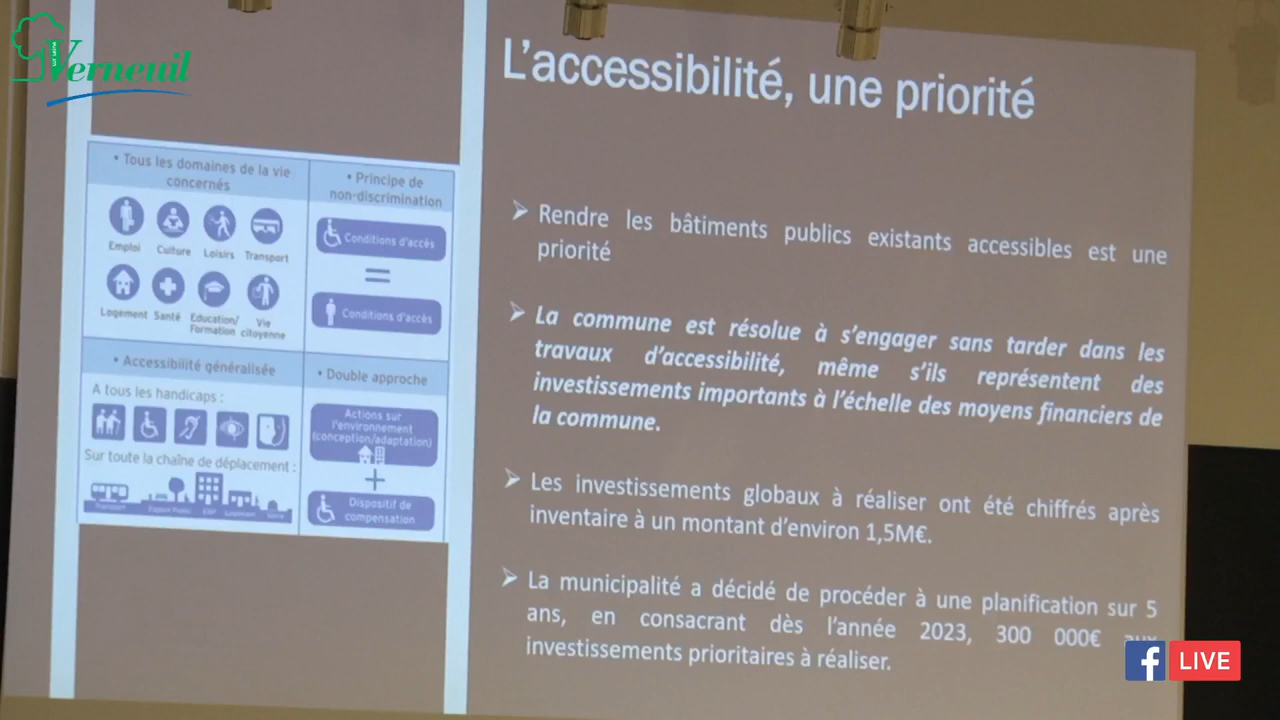 Verneuil
L'accessibilité, une priorité
• Tous les domaines de la vie
concernés
Emploi Culture Loisirs Transport
Logement Santé Education/ Vie
Formation citoyenne
• Principe de
non-discrimination
Conditions d'accès
=
Conditions d'accès
• Accessibilité généralisée
A tous les handicaps :
Sur toute la chaîne de déplacement :
Transport Espace Public ERP Logement
• Double approche
Actions sur
l'environnement
(conception/adaptation)
+
Dispositif de
compensation
Rendre les bâtiments publics existants accessibles est une
priorité
La commune est résolue à s'engager sans tarder dans les
travaux d'accessibilité, même s'ils représentent des
investissements importants à l'échelle des moyens financiers de
la commune.
Les investissements globaux à réaliser ont été chiffrés après
inventaire à un montant d'environ 1,5M€.
La municipalité a décidé de procéder à une planification sur 5
ans, en consacrant dès l'année 2023, 300 000€ aux
investissements prioritaires à réaliser.
f LIVE